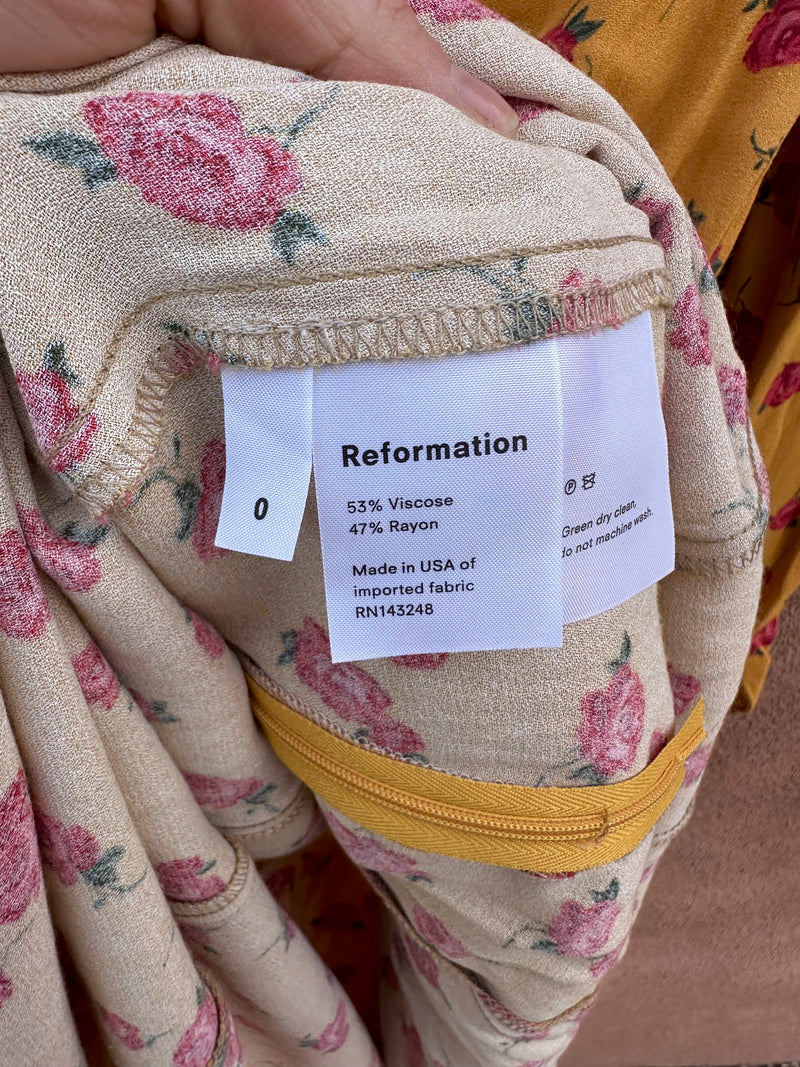 0
Reformation
53% Viscose
47% Rayon
Made in USA of
imported fabric
RN143248
P
Green dry clean,
do not machine wash.